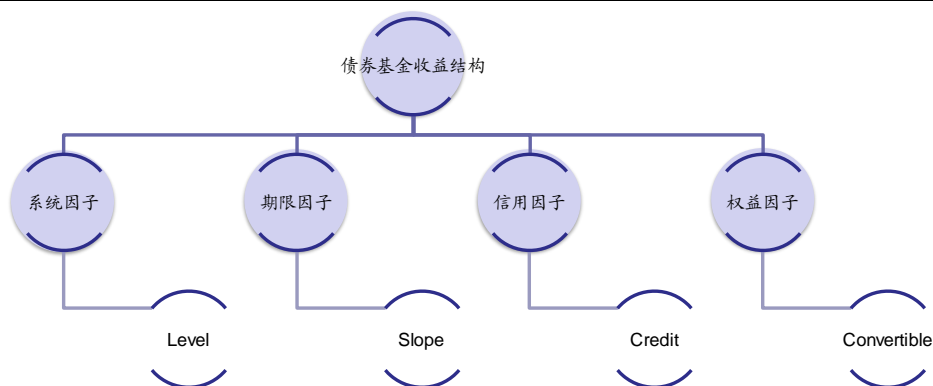 债券基金收益结构
系统因子
期限因子
信用因子
权益因子
Level
Slope
Credit
Convertible